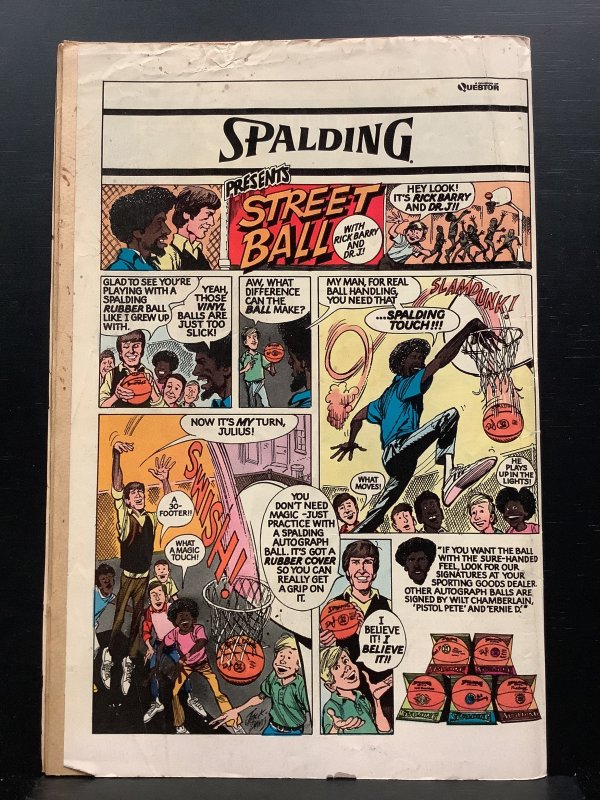 A DIVISION OF
QUESTOR
SPALDING
PRESENTS
STREET
BALL
WITH
RICK BARRY
AND
DR.J!
HEY LOOK!
IT'S RICK BARRY
AND DR.J!!
GLAD TO SEE YOU'RE
PLAYING WITH A
SPALDING
RUBBER BALL
LIKE I GREW UP
WITH.
YEAH,
THOSE
VINYL
BALLS ARE
JUST TOO
SLICK!
AW, WHAT
DIFFERENCE
CAN THE
BALL MAKE?
MY MAN, FOR REAL
BALL HANDLING,
YOU NEED THAT
...SPALDING
TOUCH!!!
SLAMDUNK!
WHAT
MOVES!
HE
PLAYS
UP IN THE
LIGHTS!
NOW IT'S MY TURN,
JULIUS!
A
30-
FOOTER!!
WHAT
A MAGIC
TOUCH!
SWISH!
YOU
DON'T NEED
MAGIC-JUST
PRACTICE WITH
A SPALDING
AUTOGRAPH
BALL. IT'S GOT A
RUBBER COVER
SO YOU CAN
REALLY GET
A GRIP ON
IT.
I
BELIEVE
IT! I
BELIEVE
IT!!
"IF YOU WANT THE BALL
WITH THE SURE-HANDED
FEEL, LOOK FOR OUR
SIGNATURES AT YOUR
SPORTING GOODS DEALER.
OTHER AUTOGRAPH BALLS ARE
SIGNED BY WILT CHAMBERLAIN,
'PISTOL PETE' AND 'ERNIE D.'"